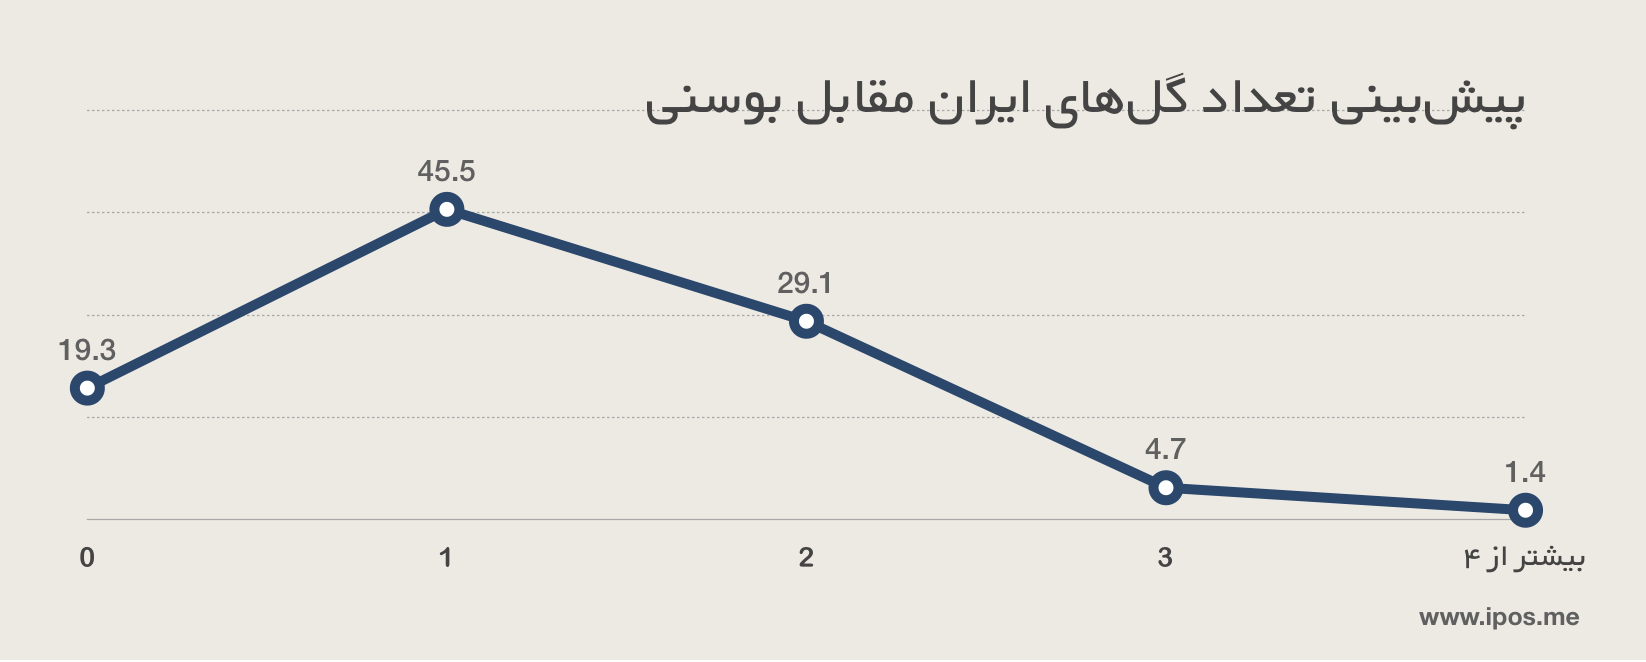 پیش‌بینی تعداد گل‌های ایران مقابل بوسنی
45.5
29.1
19.3
4.7
1.4
0 1 2 3 بیشتر از ۴
www.ipos.me